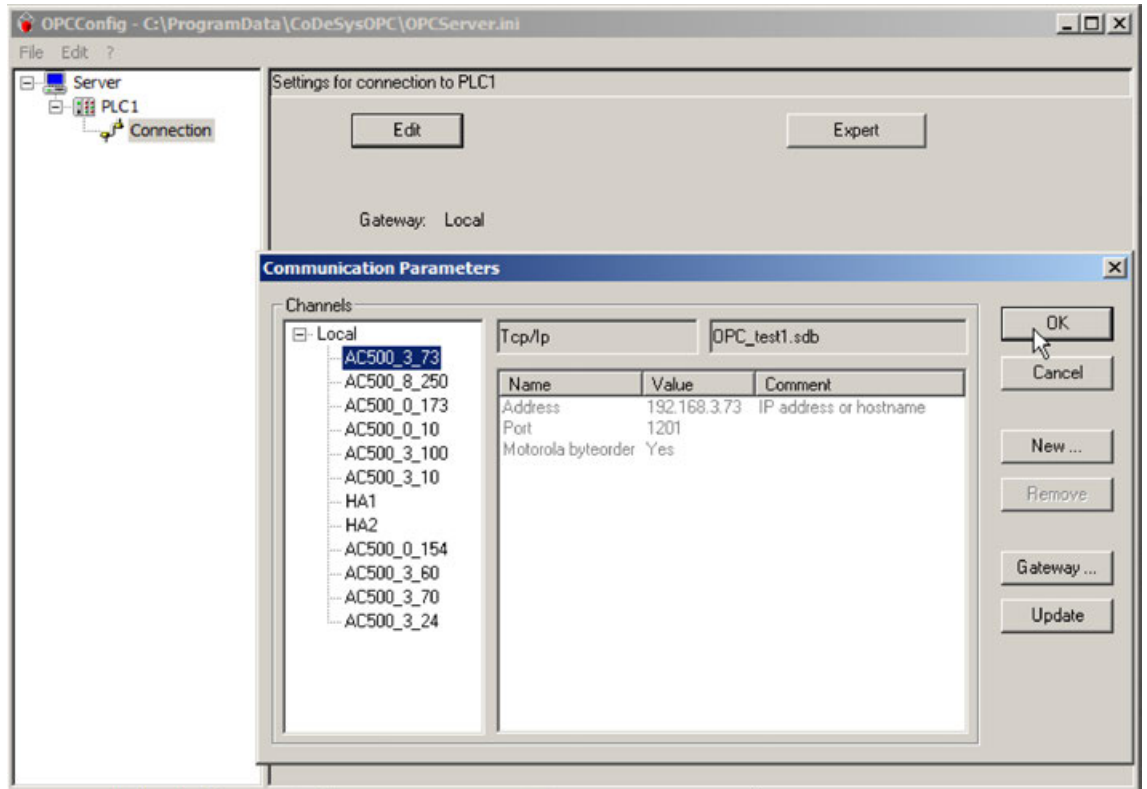 OPCConfig - C:\ProgramData\CoDeSysOPC\OPCServer.ini
File Edit ?
Server
PLC1
Connection
Settings for connection to PLC1
Edit
Expert
Gateway: Local
Communication Parameters
Channels
Local
AC500_3_73
AC500_8_250
AC500_0_173
AC500_0_10
AC500_3_100
AC500_3_10
HA1
HA2
AC500_0_154
AC500_3_60
AC500_3_70
AC500_3_24
Tcp/Ip
OPC_test1.sdb
Name Value Comment
Address 192.168.3.73 IP address or hostname
Port 1201
Motorola byteorder Yes
OK
Cancel
New ...
Remove
Gateway ...
Update